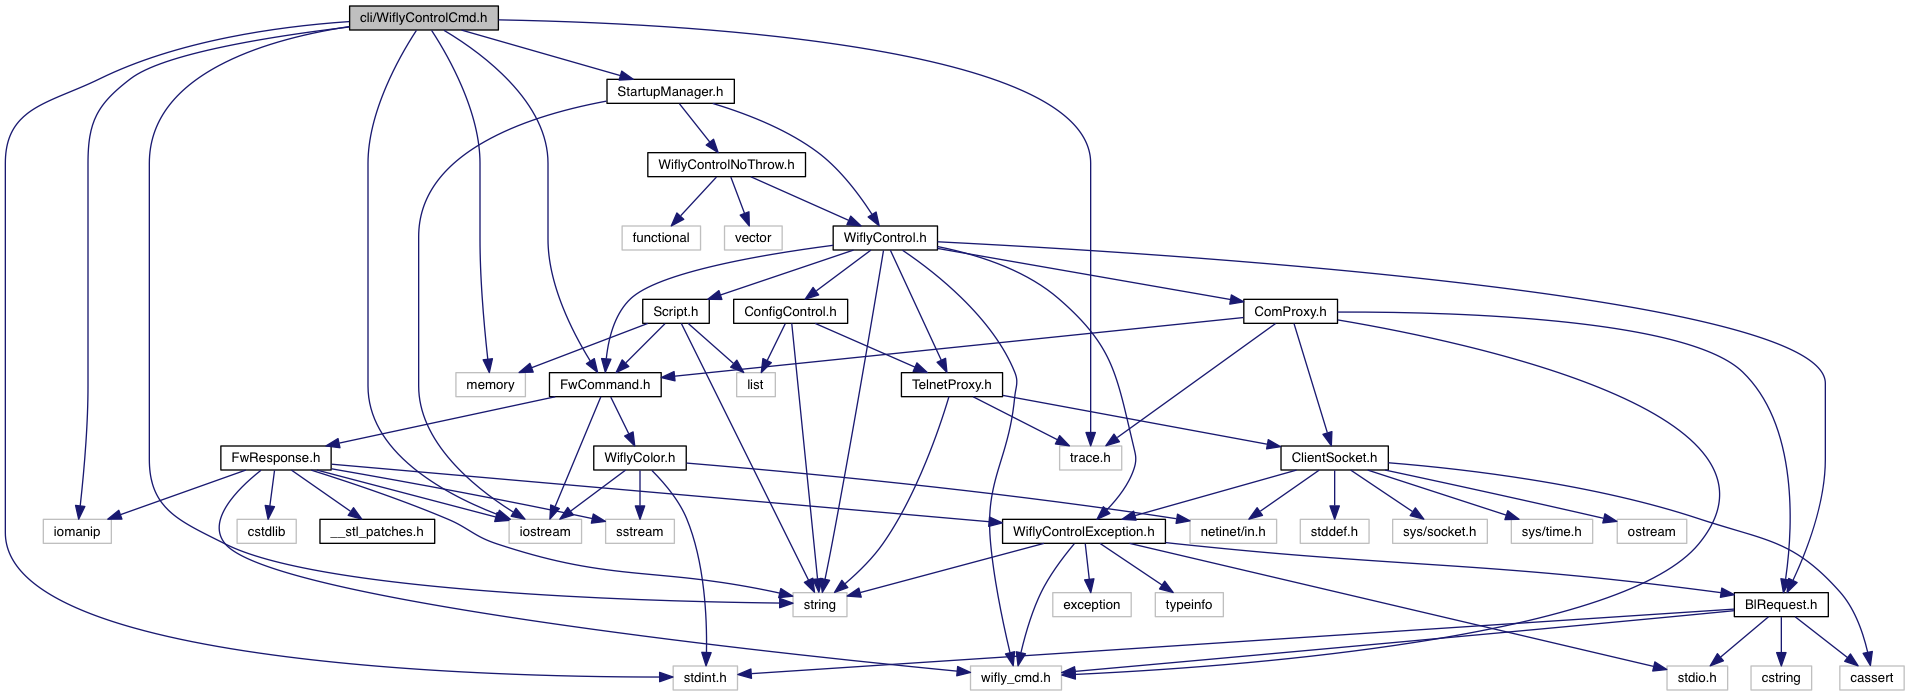 cli/WiflyControlCmd.h
StartupManager.h
WiflyControlNoThrow.h
functional
vector
WiflyControl.h
Script.h
ConfigControl.h
ComProxy.h
memory
FwCommand.h
list
TelnetProxy.h
FwResponse.h
WiflyColor.h
trace.h
ClientSocket.h
iomanip
cstdlib
__stl_patches.h
iostream
sstream
WiflyControlException.h
netinet/in.h
stddef.h
sys/socket.h
sys/time.h
ostream
string
exception
typeinfo
BlRequest.h
stdint.h
wifly_cmd.h
stdio.h
cstring
cassert